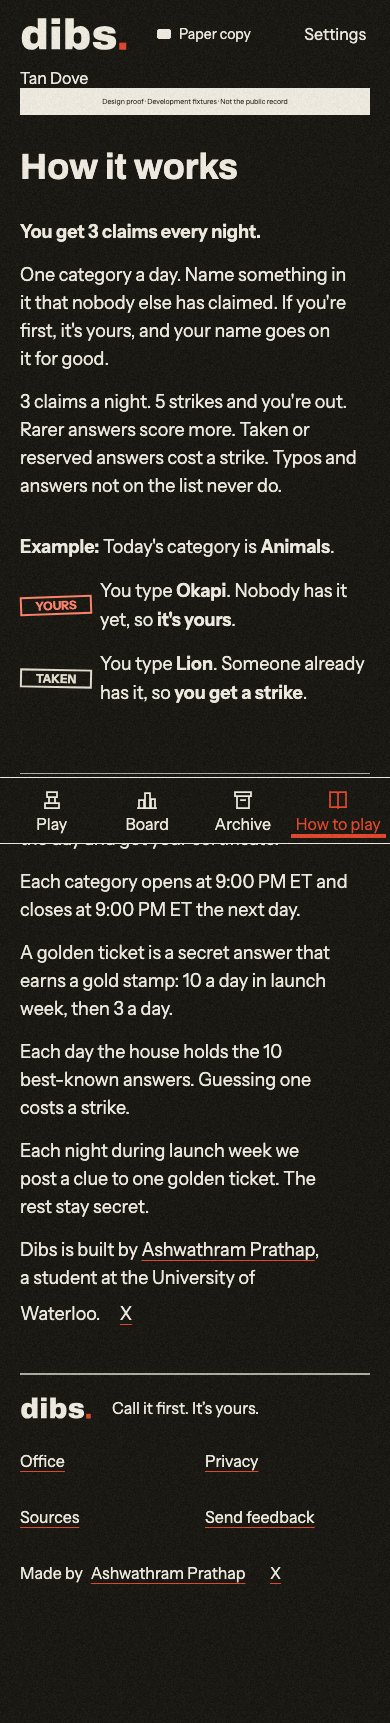 dibs.
Paper copy
Settings
Tan Dove
Design proof · Development fixtures · Not the public record
How it works
You get 3 claims every night.
One category a day. Name something in
it that nobody else has claimed. If you're
first, it's yours, and your name goes on
it for good.
3 claims a night. 5 strikes and you're out.
Rarer answers score more. Taken or
reserved answers cost a strike. Typos and
answers not on the list never do.
Example: Today's category is Animals.
YOURS
You type Okapi. Nobody has it
yet, so it's yours.
TAKEN
You type Lion. Someone already
has it, so you get a strike.
Play
Board
Archive
How to play
Each category opens at 9:00 PM ET and
closes at 9:00 PM ET the next day.
A golden ticket is a secret answer that
earns a gold stamp: 10 a day in launch
week, then 3 a day.
Each day the house holds the 10
best-known answers. Guessing one
costs a strike.
Each night during launch week we
post a clue to one golden ticket. The
rest stay secret.
Dibs is built by Ashwathram Prathap,
a student at the University of
Waterloo. X
dibs.
Call it first. It's yours.
Office
Privacy
Sources
Send feedback
Made by Ashwathram Prathap X